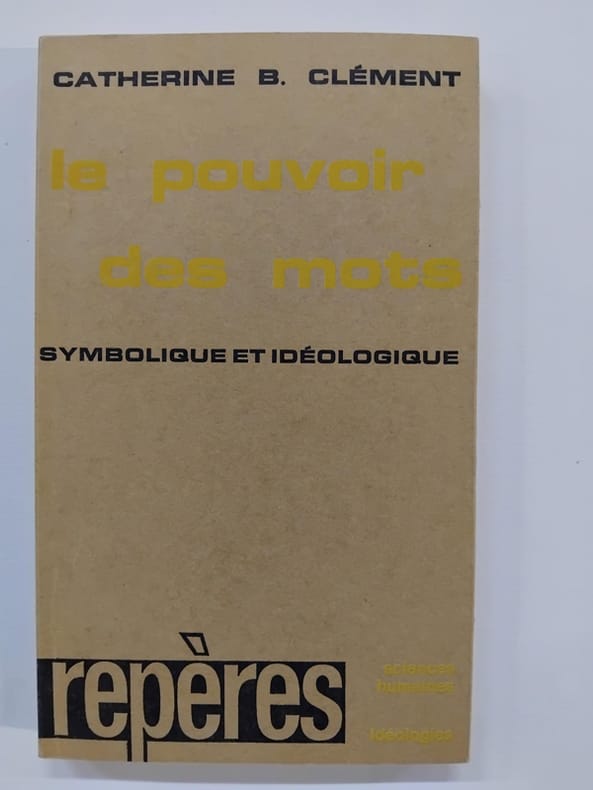 CATHERINE B. CLÉMENT
le pouvoir
des mots
SYMBOLIQUE ET IDÉOLOGIQUE
repères
sciences
humaines
idéologies